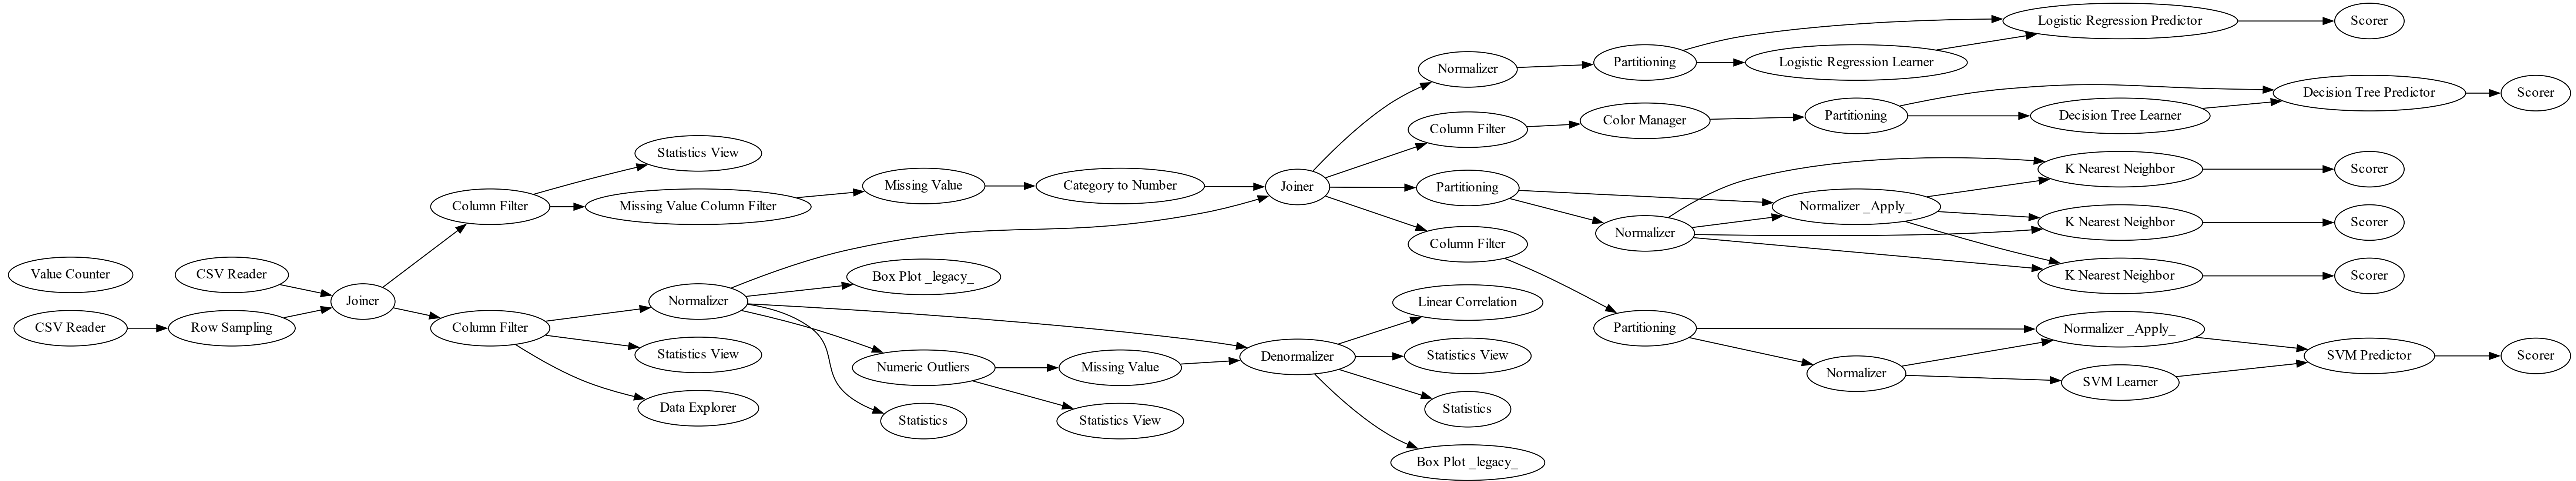 Value Counter
CSV Reader
CSV Reader
Row Sampling
Joiner
Column Filter
Column Filter
Statistics View
Missing Value Column Filter
Normalizer
Statistics View
Data Explorer
Missing Value
Box Plot _legacy_
Numeric Outliers
Statistics
Category to Number
Missing Value
Statistics View
Joiner
Denormalizer
Normalizer
Column Filter
Partitioning
Column Filter
Linear Correlation
Statistics View
Statistics
Box Plot _legacy_
Partitioning
Color Manager
Normalizer
Partitioning
Logistic Regression Learner
Partitioning
Normalizer _Apply_
Normalizer
Logistic Regression Predictor
Decision Tree Learner
K Nearest Neighbor
K Nearest Neighbor
K Nearest Neighbor
Normalizer _Apply_
SVM Learner
Scorer
Decision Tree Predictor
Scorer
Scorer
Scorer
SVM Predictor
Scorer
Scorer